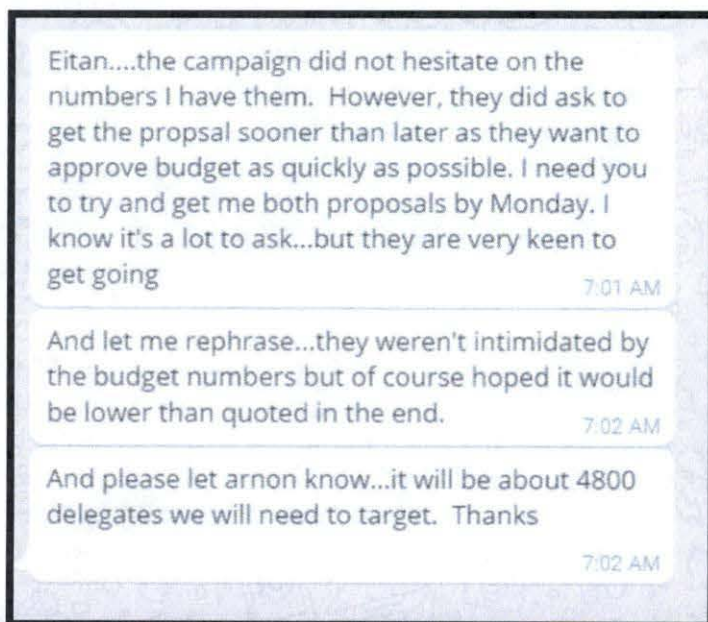 Eitan....the campaign did not hesitate on the
numbers I have them. However, they did ask to
get the propsal sooner than later as they want to
approve budget as quickly as possible. I need you
to try and get me both proposals by Monday. I
know it's a lot to ask...but they are very keen to
get going
7:01 AM
And let me rephrase...they weren't intimidated by
the budget numbers but of course hoped it would
be lower than quoted in the end.
7:02 AM
And please let arnon know...it will be about 4800
delegates we will need to target. Thanks
7:02 AM